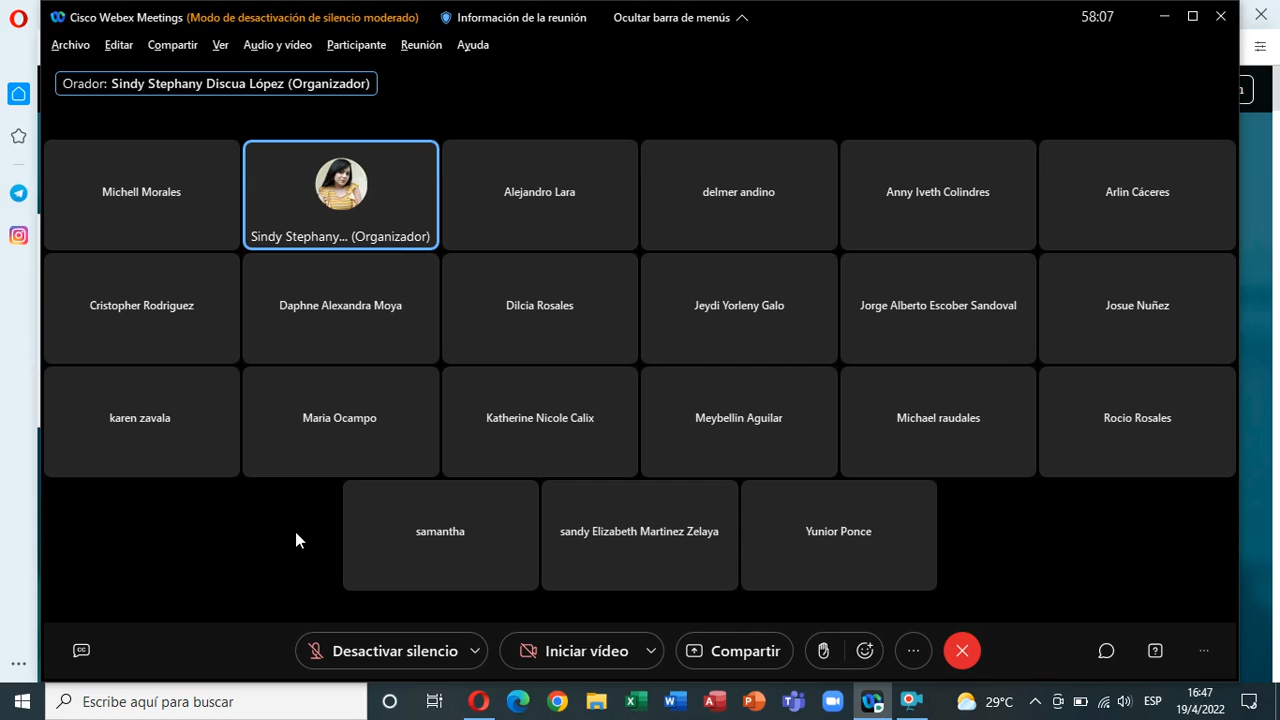 Cisco Webex Meetings (Modo de desactivación de silencio moderado) Información de la reunión Ocultar barra de menús 58:07
Archivo Editar Compartir Ver Audio y vídeo Participante Reunión Ayuda
Orador: Sindy Stephany Discua López (Organizador)
Michell Morales
Sindy Stephany... (Organizador)
Alejandro Lara
delmer andino
Anny Iveth Colindres
Arlin Cáceres
Cristopher Rodriguez
Daphne Alexandra Moya
Dilcia Rosales
Jeydi Yorleny Galo
Jorge Alberto Escober Sandoval
Josue Nuñez
karen zavala
Maria Ocampo
Katherine Nicole Calix
Meybellin Aguilar
Michael raudales
Rocio Rosales
samantha
sandy Elizabeth Martinez Zelaya
Yunior Ponce
CC Desactivar silencio Iniciar vídeo Compartir
Escribe aquí para buscar
29°C
ESP
16:47
19/4/2022